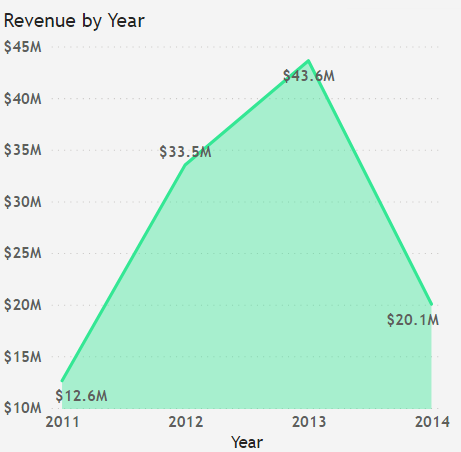 Revenue by Year
$45M
$43.6M
$40M
$35M
$33.5M
$30M
$25M
$20M
$20.1M
$15M
$12.6M
$10M
2011 2012 2013 2014
Year